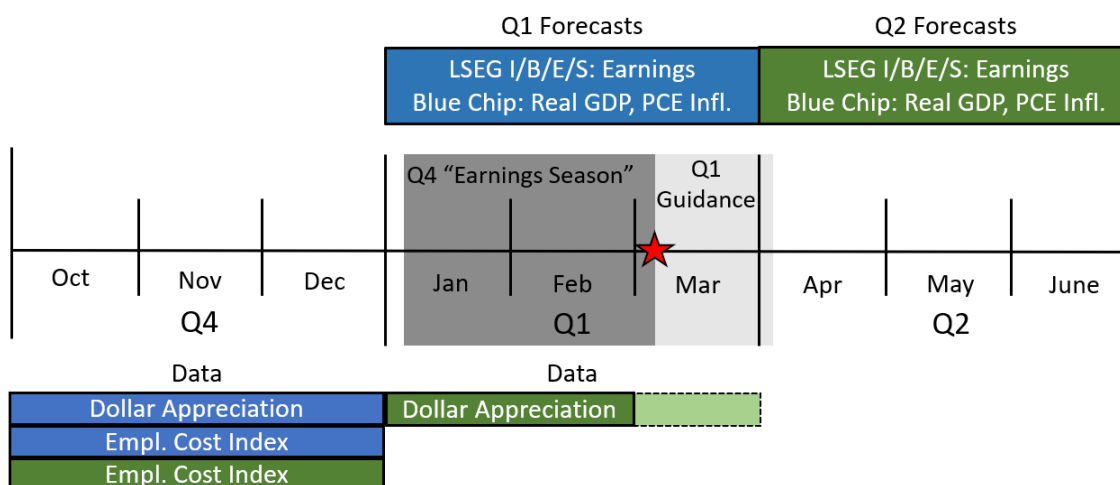 Q1 Forecasts
Q2 Forecasts
LSEG I/B/E/S: Earnings
Blue Chip: Real GDP, PCE Infl.
LSEG I/B/E/S: Earnings
Blue Chip: Real GDP, PCE Infl.
Q4 “Earnings Season”
Q1
Guidance
Oct
Nov
Dec
Jan
Feb
Mar
Apr
May
June
Q4
Q1
Q2
Data
Data
Dollar Appreciation
Dollar Appreciation
Empl. Cost Index
Empl. Cost Index